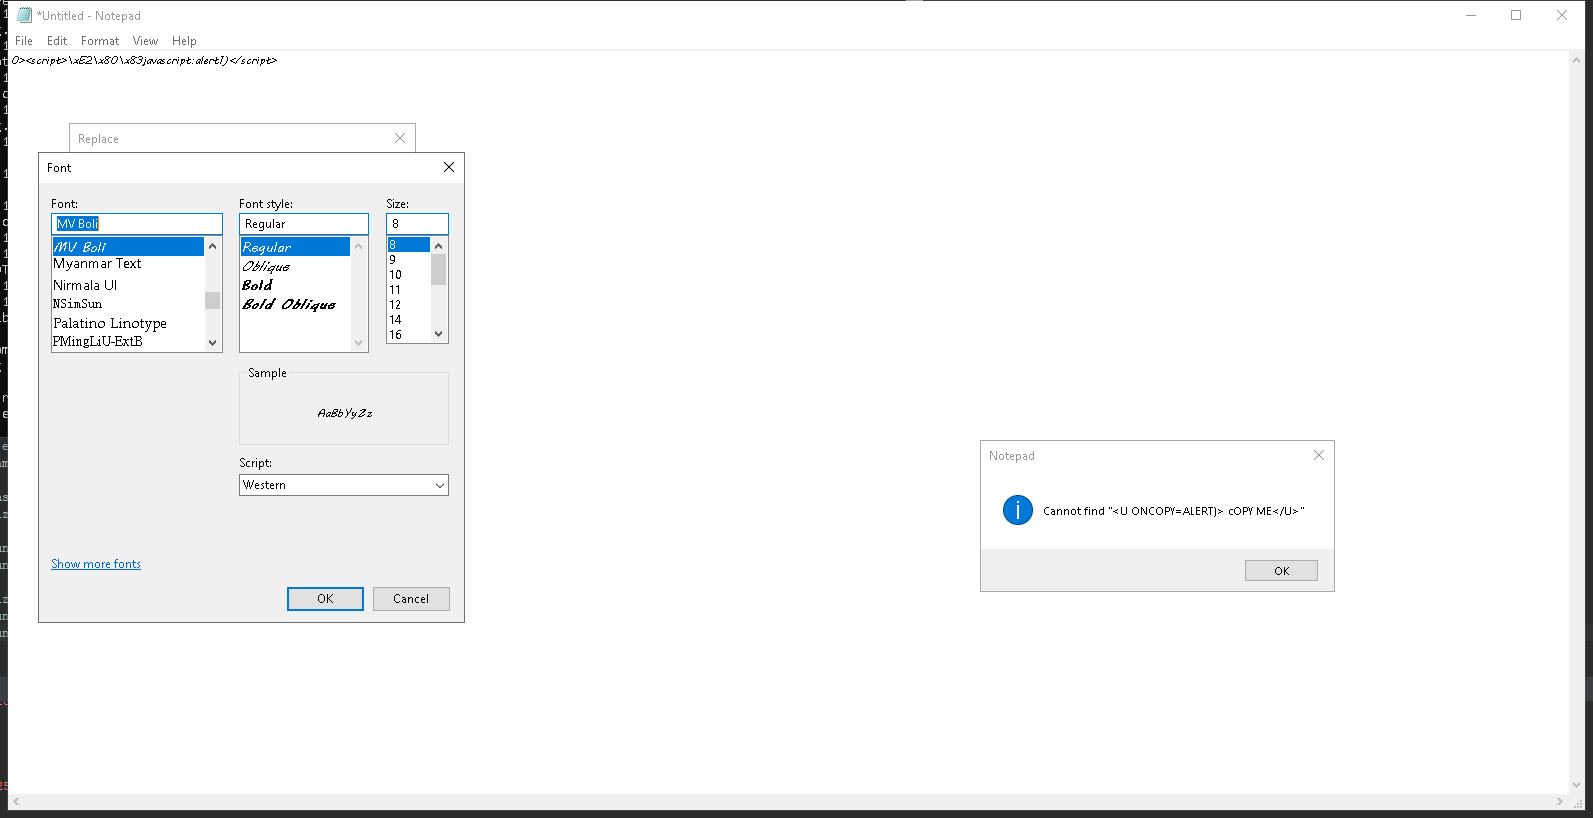 *Untitled - Notepad
File Edit Format View Help
0><script>\xE2\x80\x83javascript:alert1)</script>
Replace
Font
Font: Font style: Size:
MV Boli Regular 8
MV Boli Regular 8
Myanmar Text Oblique 9
Nirmala UI Bold 10
NSimSun Bold Oblique 11
Palatino Linotype 12
PMingLiU-ExtB 14
16
Sample
AaBbYyZz
Script:
Western
Show more fonts
OK Cancel
Notepad
Cannot find "<U ONCOPY=ALERT)> cOPY ME</U>"
OK